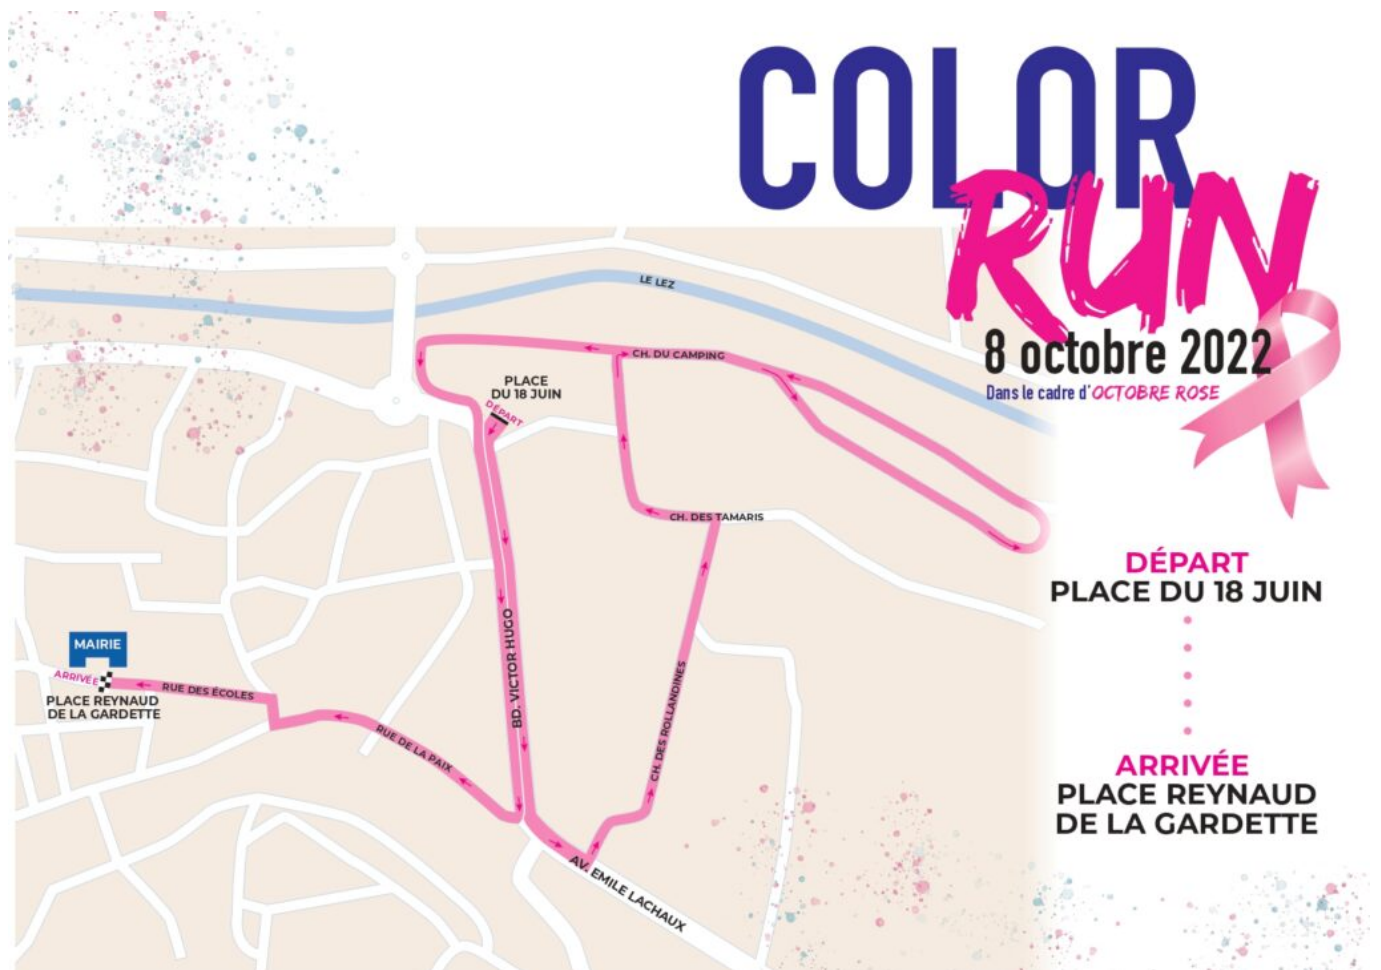 COLOR
RUN
8 octobre 2022
Dans le cadre d'OCTOBRE ROSE
LE LEZ
CH. DU CAMPING
PLACE
DU 18 JUIN
DÉPART
CH. DES TAMARIS
BD. VICTOR HUGO
CH. DES ROLLANDINES
MAIRIE
ARRIVÉE
RUE DES ÉCOLES
PLACE REYNAUD
DE LA GARDETTE
RUE DE LA PAIX
AV. EMILE LACHAUX
DÉPART
PLACE DU 18 JUIN
ARRIVÉE
PLACE REYNAUD
DE LA GARDETTE